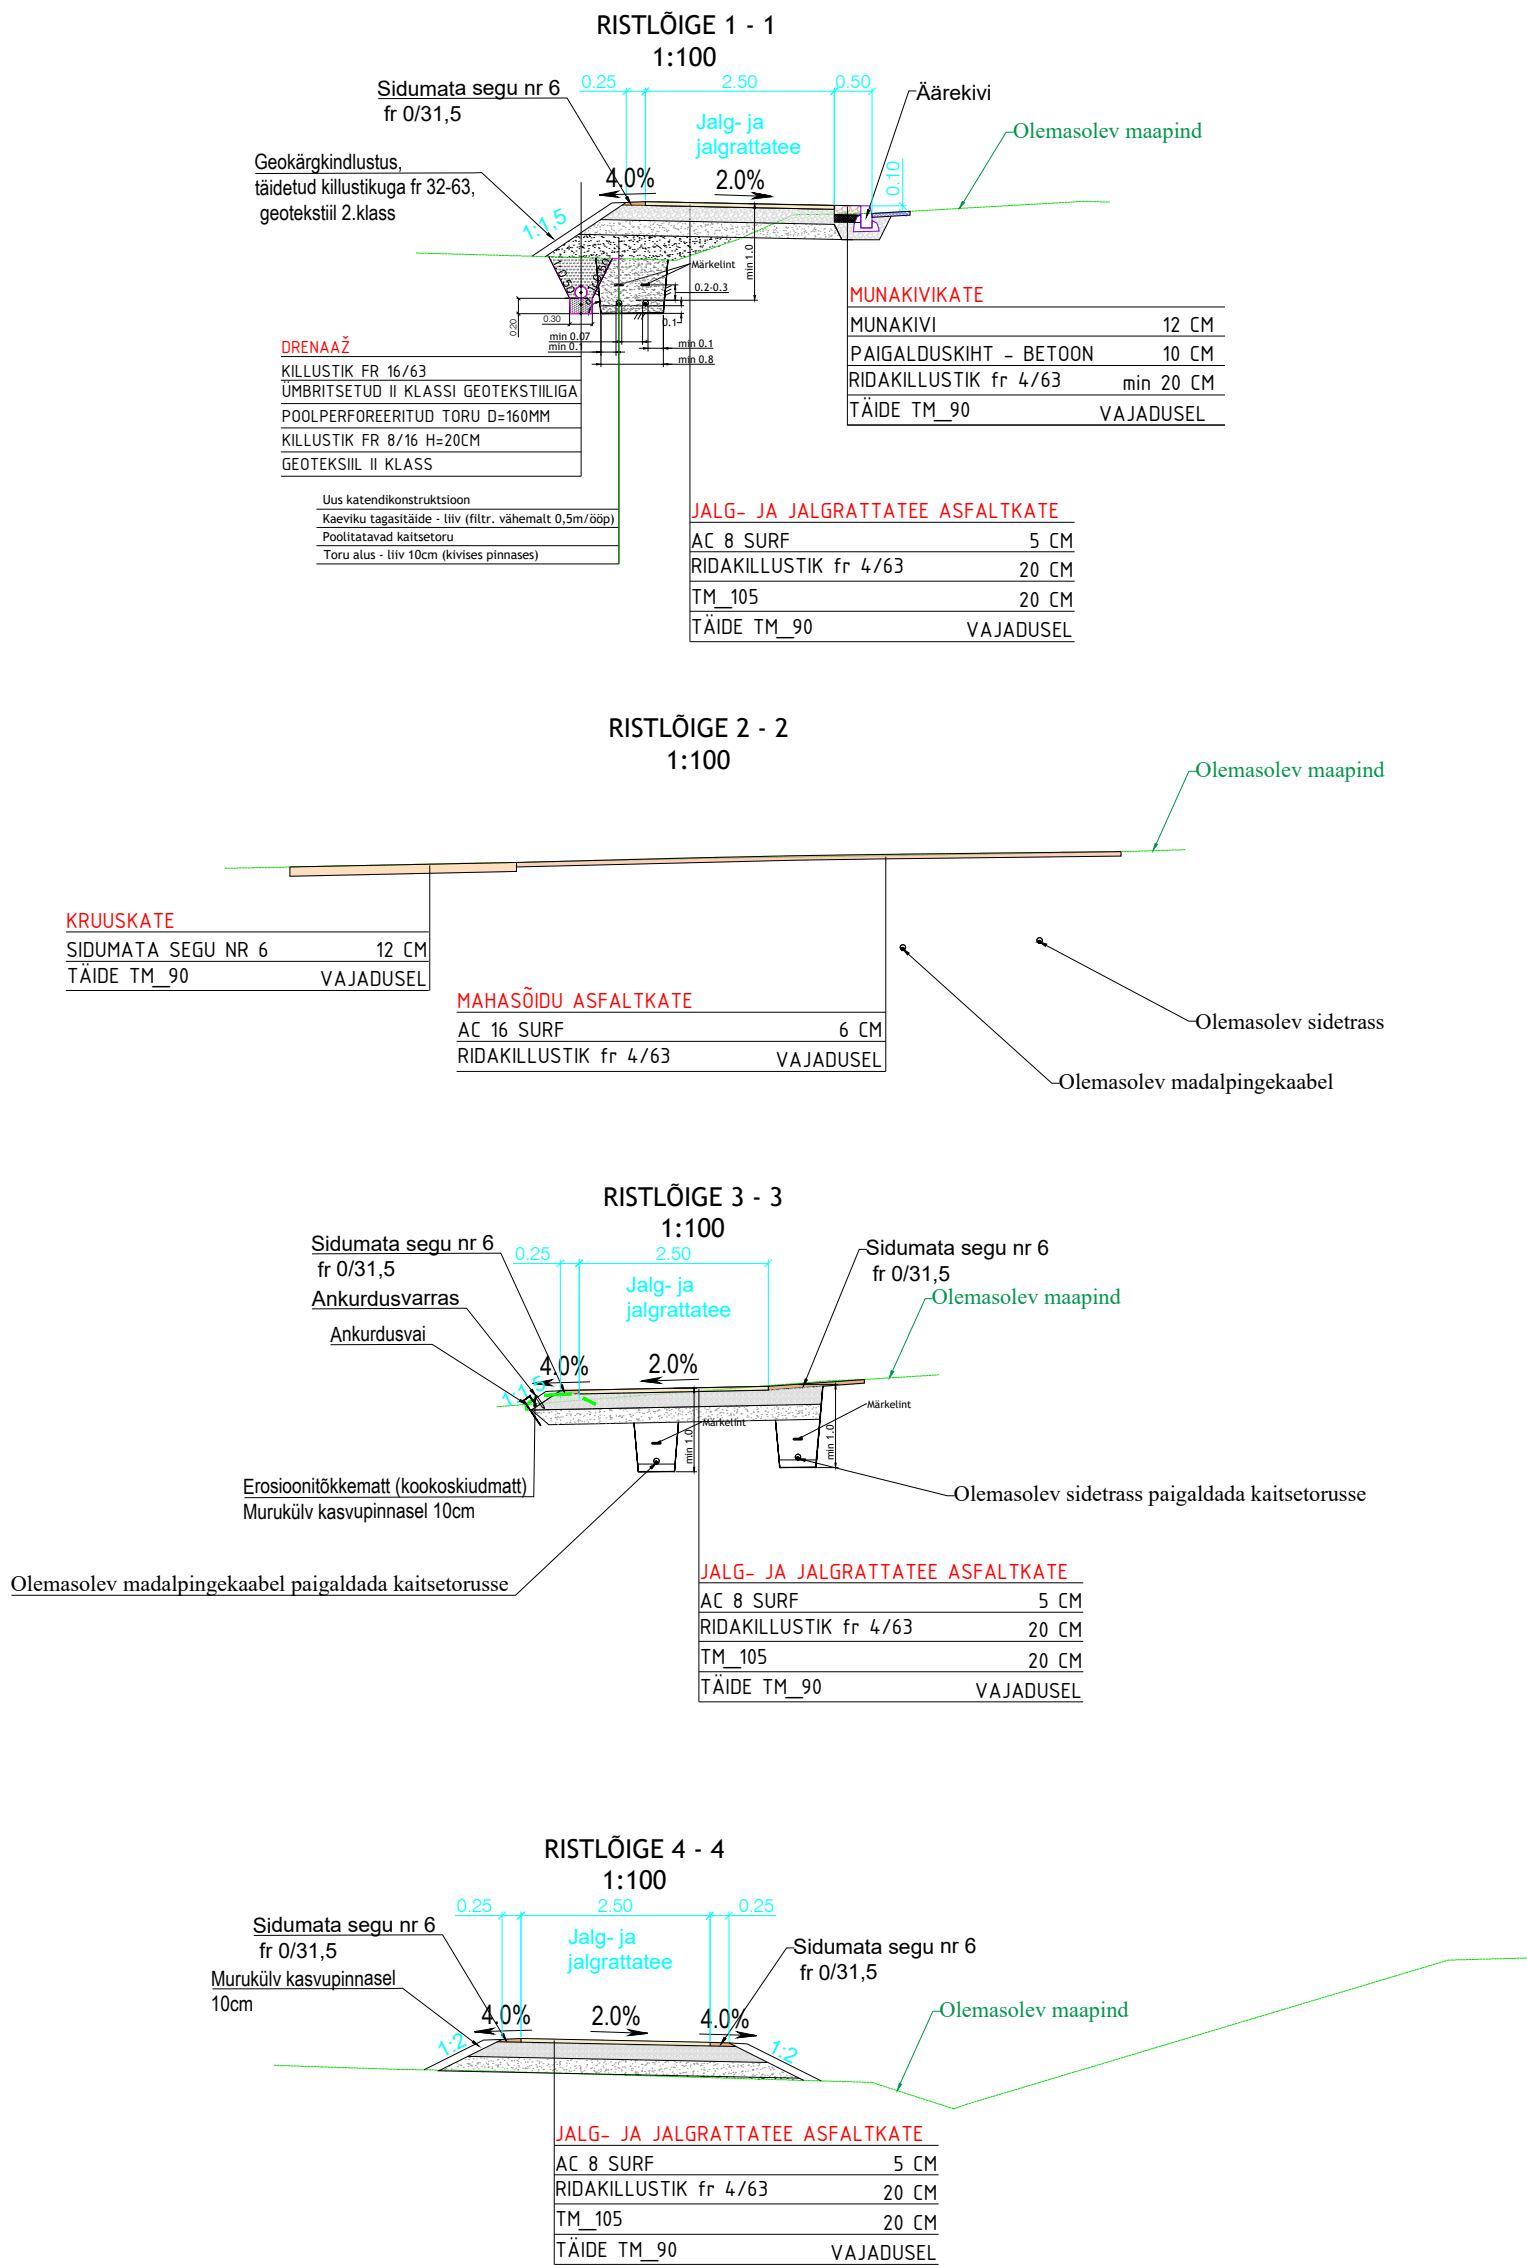 RISTLÕIGE 1 - 1
1:100
0.25
2.50
0.50
Sidumata segu nr 6
fr 0/31,5
Äärekivi
Jalg- ja
jalgrattatee
Olemasolev maapind
Geokärgkindlustus,
täidetud killustikuga fr 32-63,
geotekstiil 2.klass
4.0%
2.0%
0.10
1:1,5
min 1.0
Märkelint
0.2-0.3
0.1
0.20
0.30
min 0.07
min 0.1
min 0.1
min 0.8
MUNAKIVIKATE
MUNAKIVI 12 CM
PAIGALDUSKIHT - BETOON 10 CM
RIDAKILLUSTIK fr 4/63 min 20 CM
TÄIDE TM_90 VAJADUSEL
DRENAAŽ
KILLUSTIK FR 16/63
ÜMBRITSETUD II KLASSI GEOTEKSTIILIGA
POOLPERFOREERITUD TORU D=160MM
KILLUSTIK FR 8/16 H=20CM
GEOTEKSIIL II KLASS
Uus katendikonstruktsioon
Kaeviku tagasitäide - liiv (filtr. vähemalt 0,5m/ööp)
Poolitatavad kaitsetoru
Toru alus - liiv 10cm (kivises pinnases)
JALG- JA JALGRATTATEE ASFALTKATE
AC 8 SURF 5 CM
RIDAKILLUSTIK fr 4/63 20 CM
TM_105 20 CM
TÄIDE TM_90 VAJADUSEL
RISTLÕIGE 2 - 2
1:100
Olemasolev maapind
KRUUSKATE
SIDUMATA SEGU NR 6 12 CM
TÄIDE TM_90 VAJADUSEL
MAHASÕIDU ASFALTKATE
AC 16 SURF 6 CM
RIDAKILLUSTIK fr 4/63 VAJADUSEL
Olemasolev sidetrass
Olemasolev madalpingekaabel
RISTLÕIGE 3 - 3
1:100
Sidumata segu nr 6
fr 0/31,5
0.25
2.50
Sidumata segu nr 6
fr 0/31,5
Jalg- ja
jalgrattatee
Ankurdusvarras
Olemasolev maapind
Ankurdusvai
4.0%
2.0%
1:1,5
Märkelint
Märkelint
min 1.0
min 1.0
Erosioonitõkkematt (kookoskiudmatt)
Murukülv kasvupinnasel 10cm
Olemasolev sidetrass paigaldada kaitsetorusse
Olemasolev madalpingekaabel paigaldada kaitsetorusse
JALG- JA JALGRATTATEE ASFALTKATE
AC 8 SURF 5 CM
RIDAKILLUSTIK fr 4/63 20 CM
TM_105 20 CM
TÄIDE TM_90 VAJADUSEL
RISTLÕIGE 4 - 4
1:100
0.25
2.50
0.25
Sidumata segu nr 6
fr 0/31,5
Jalg- ja
jalgrattatee
Sidumata segu nr 6
fr 0/31,5
Murukülv kasvupinnasel
10cm
4.0%
2.0%
4.0%
Olemasolev maapind
1:2
1:2
JALG- JA JALGRATTATEE ASFALTKATE
AC 8 SURF 5 CM
RIDAKILLUSTIK fr 4/63 20 CM
TM_105 20 CM
TÄIDE TM_90 VAJADUSEL